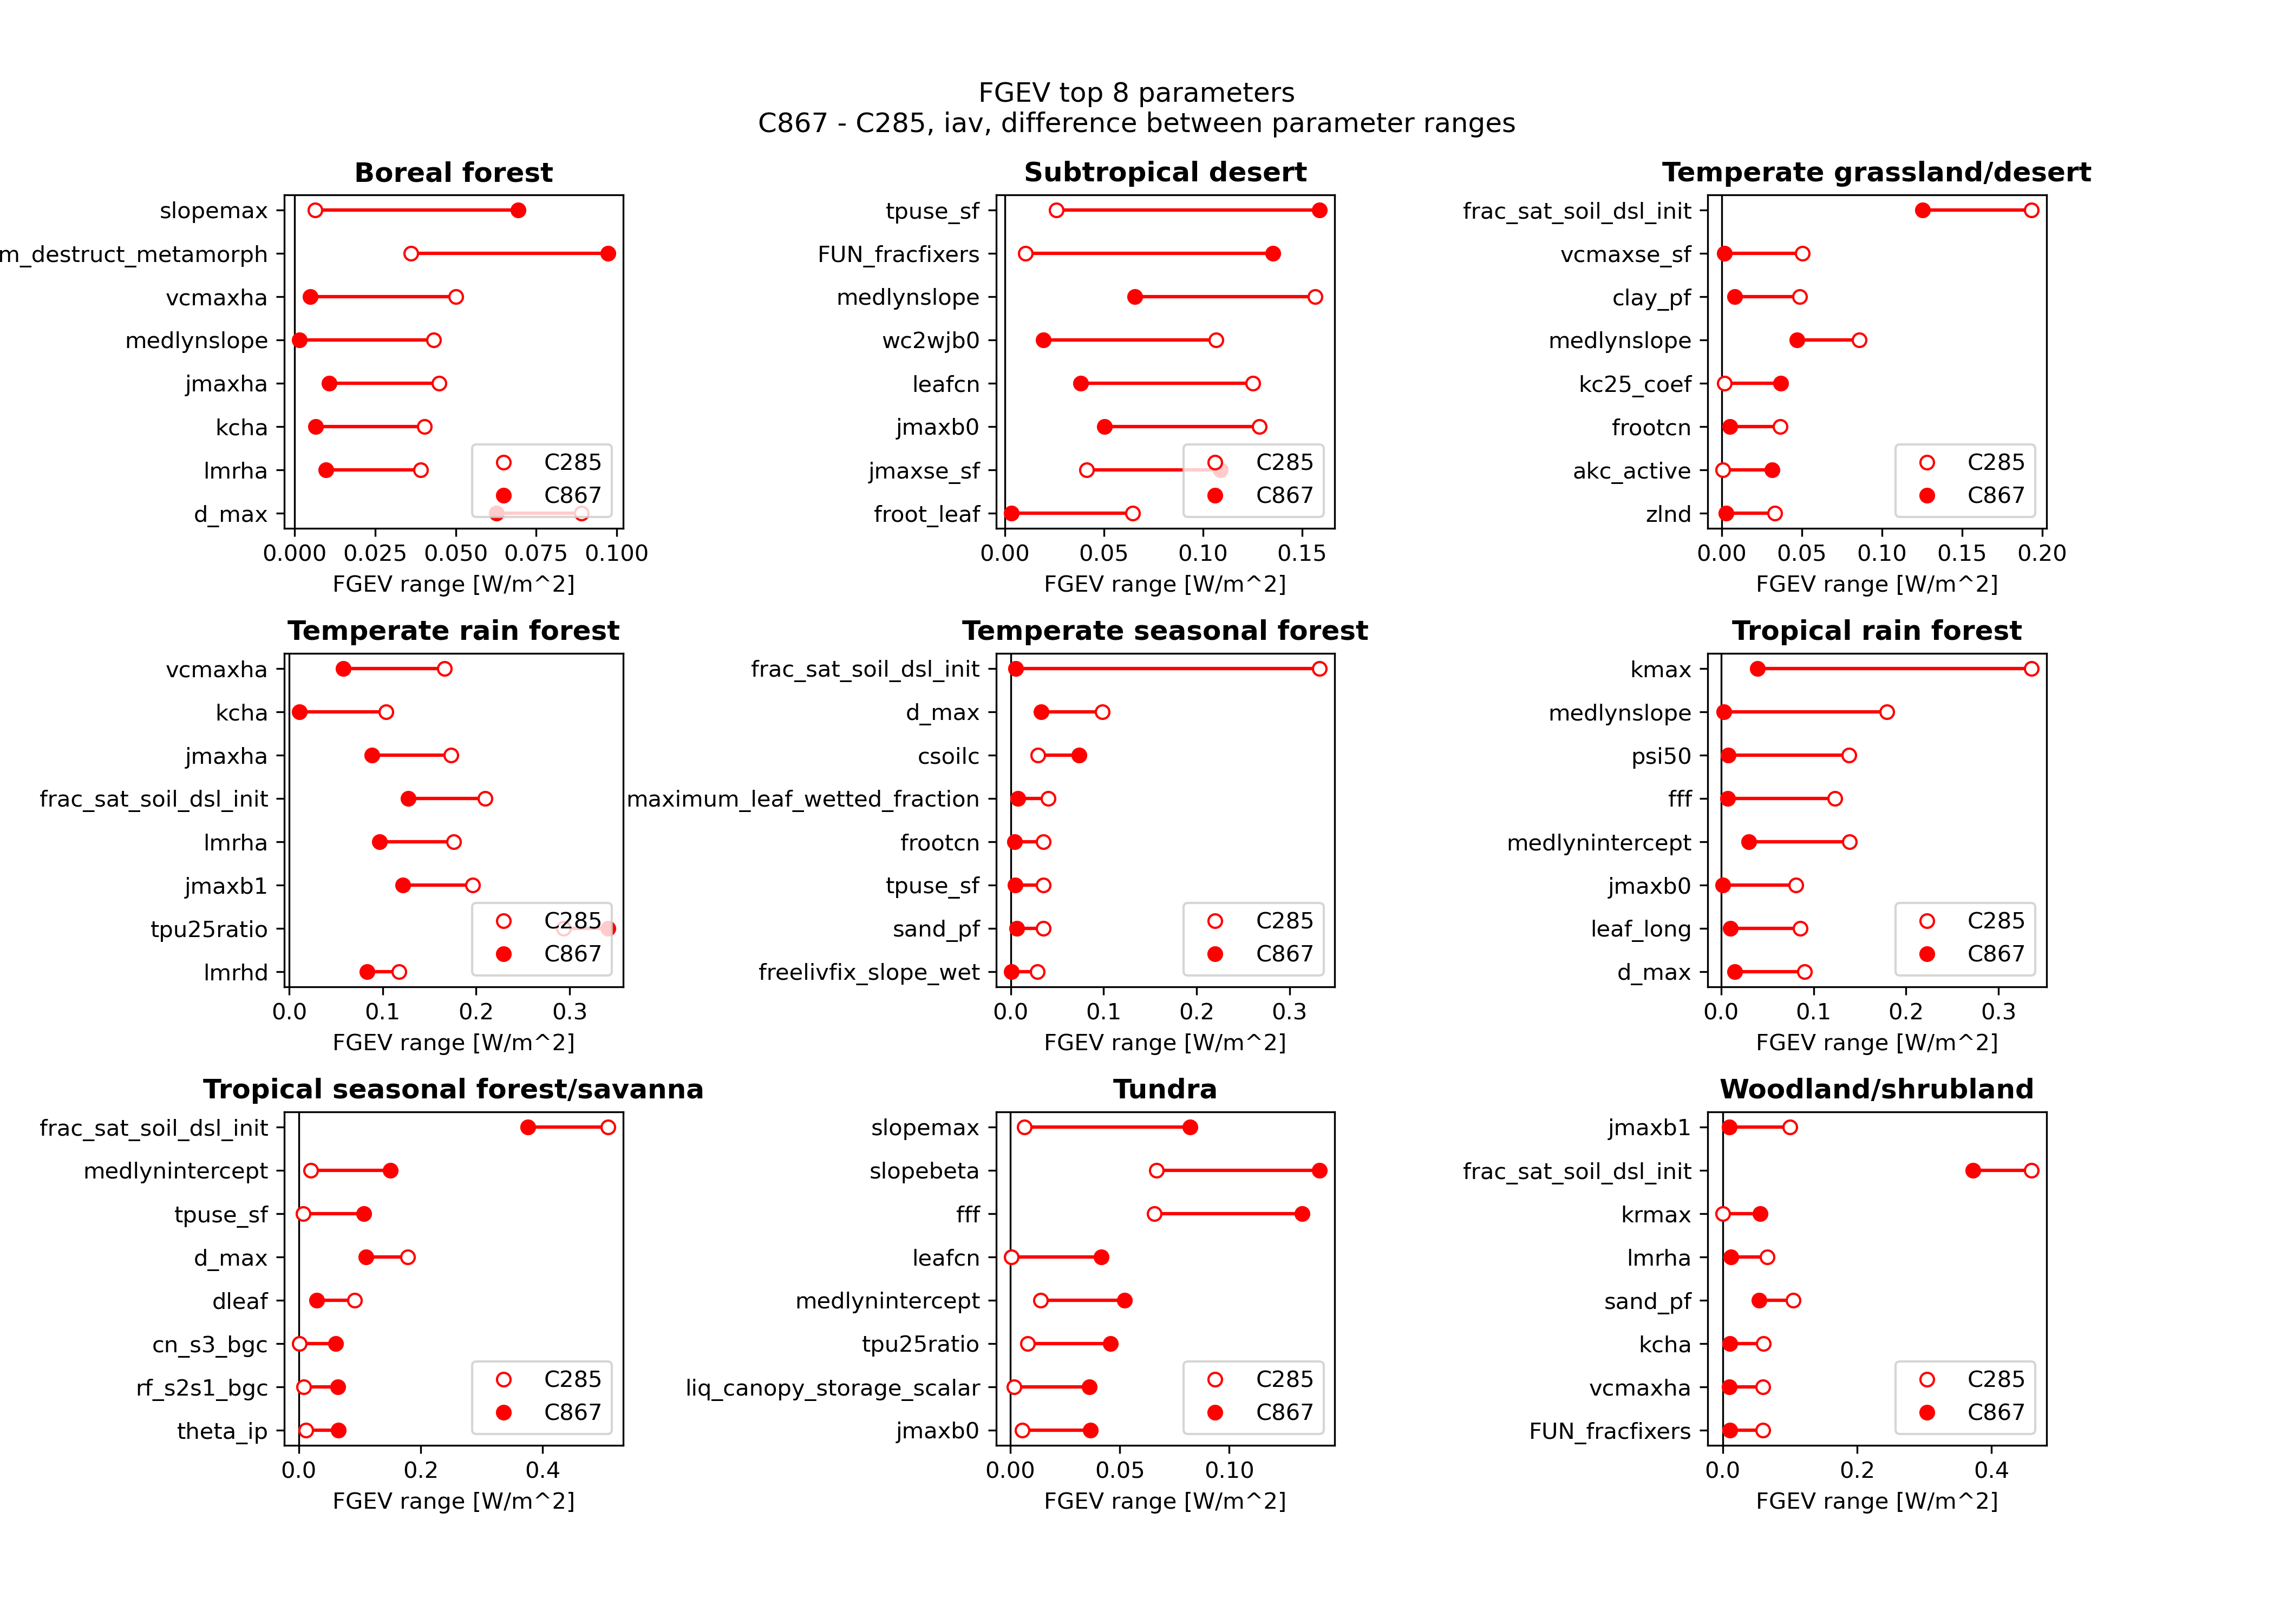 FGEV top 8 parameters
C867 - C285, iav, difference between parameter ranges
Boreal forest
slopemax
m_destruct_metamorph
vcmaxha
medlynslope
jmaxha
kcha
lmrha
d_max
C285
C867
0.000 0.025 0.050 0.075 0.100
FGEV range [W/m^2]
Subtropical desert
tpuse_sf
FUN_fracfixers
medlynslope
wc2wjb0
leafcn
jmaxb0
jmaxse_sf
froot_leaf
C285
C867
0.00 0.05 0.10 0.15
FGEV range [W/m^2]
Temperate grassland/desert
frac_sat_soil_dsl_init
vcmaxse_sf
clay_pf
medlynslope
kc25_coef
frootcn
akc_active
zlnd
C285
C867
0.00 0.05 0.10 0.15 0.20
FGEV range [W/m^2]
Temperate rain forest
vcmaxha
kcha
jmaxha
frac_sat_soil_dsl_init
lmrha
jmaxb1
tpu25ratio
lmrhd
C285
C867
0.0 0.1 0.2 0.3
FGEV range [W/m^2]
Temperate seasonal forest
frac_sat_soil_dsl_init
d_max
csoilc
maximum_leaf_wetted_fraction
frootcn
tpuse_sf
sand_pf
freelivfix_slope_wet
C285
C867
0.0 0.1 0.2 0.3
FGEV range [W/m^2]
Tropical rain forest
kmax
medlynslope
psi50
fff
medlynintercept
jmaxb0
leaf_long
d_max
C285
C867
0.0 0.1 0.2 0.3
FGEV range [W/m^2]
Tropical seasonal forest/savanna
frac_sat_soil_dsl_init
medlynintercept
tpuse_sf
d_max
dleaf
cn_s3_bgc
rf_s2s1_bgc
theta_ip
C285
C867
0.0 0.2 0.4
FGEV range [W/m^2]
Tundra
slopemax
slopebeta
fff
leafcn
medlynintercept
tpu25ratio
liq_canopy_storage_scalar
jmaxb0
C285
C867
0.00 0.05 0.10
FGEV range [W/m^2]
Woodland/shrubland
jmaxb1
frac_sat_soil_dsl_init
krmax
lmrha
sand_pf
kcha
vcmaxha
FUN_fracfixers
C285
C867
0.0 0.2 0.4
FGEV range [W/m^2]